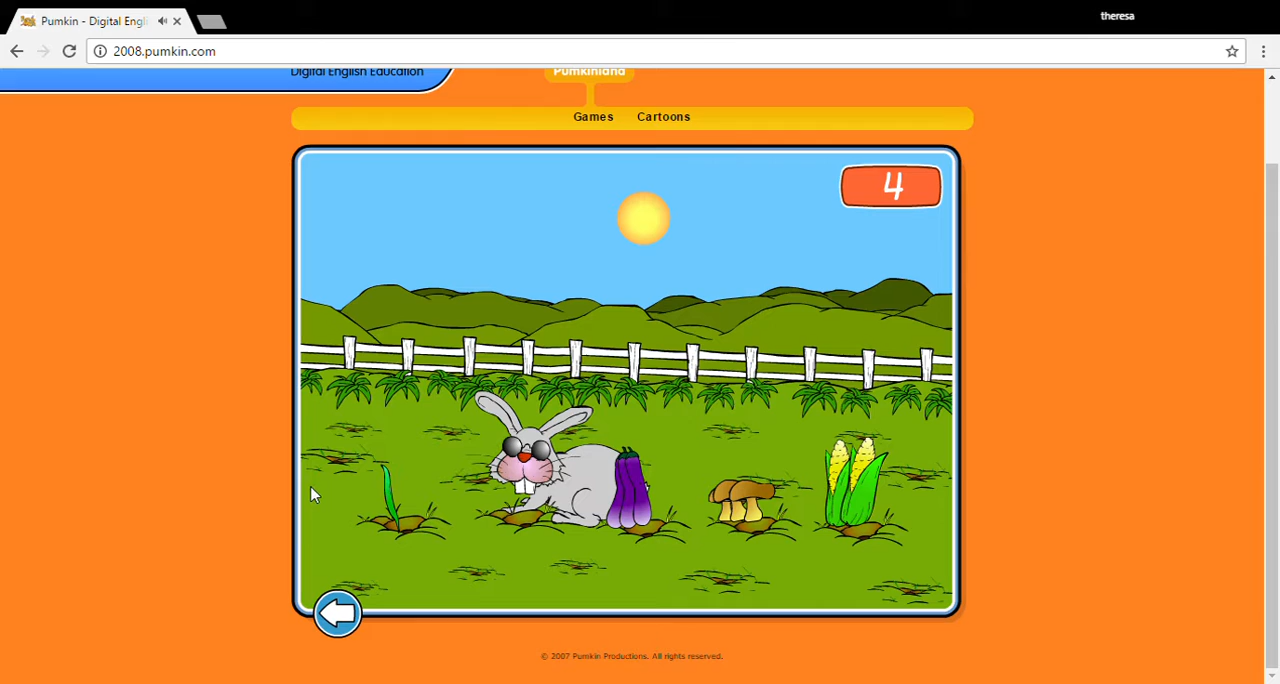 theresa
Pumkin - Digital Engli
2008.pumkin.com
Digital English Education
Pumkinland
Games Cartoons
4
© 2007 Pumkin Productions. All rights reserved.